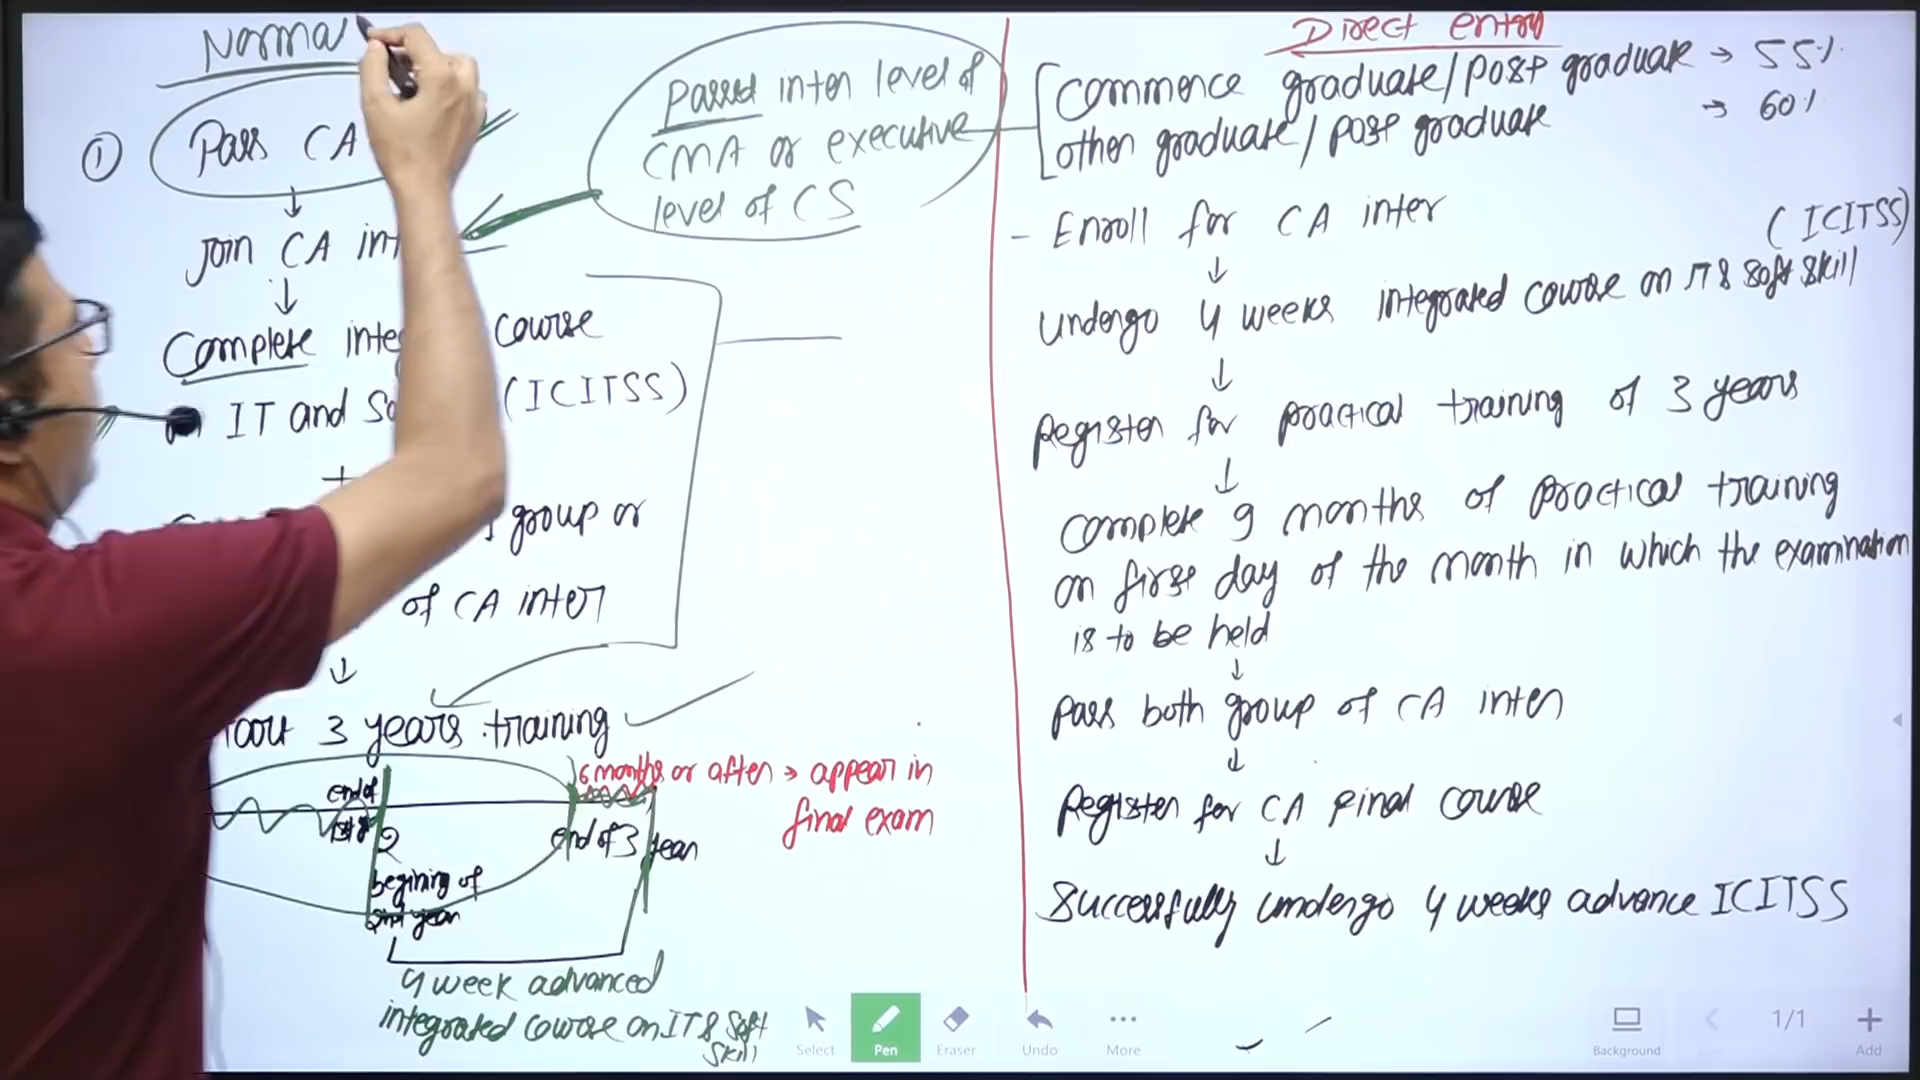 Norma
① Pass CA
Join CA in
Complete inte course
IT and So (ICITSS)
+
group or
of CA inter
3 years training
6 months or after → appear in
final exam
end of
1st yr
2
begining of
2nd year
end of 3 year
4 week advanced
integrated course on IT & Soft
Skill
Passed inter level of
CMA or executive
level of CS
Direct entry
Commerce graduate/post graduate → 55%
other graduate/post graduate → 60%
- Enroll for CA inter
(ICITSS)
undergo 4 weeks integrated course on IT & Soft Skill
Register for practical training of 3 years
Complete 9 months of practical training
on first day of the month in which the examination
is to be held
Pass both group of CA inter
Register for CA final course
Successfully undergo 4 weeks advance ICITSS
Select
Pen
Eraser
Undo
More
Background
1/1
Add